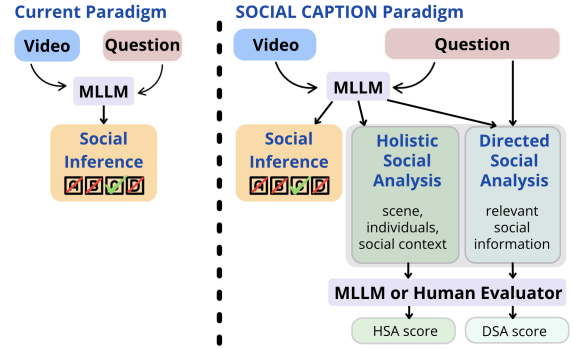 Current Paradigm
Video
Question
MLLM
Social
Inference
SOCIAL CAPTION Paradigm
Video
Question
MLLM
Social
Inference
Holistic
Social
Analysis
scene,
individuals,
social context
Directed
Social
Analysis
relevant
social
information
MLLM or Human Evaluator
HSA score
DSA score